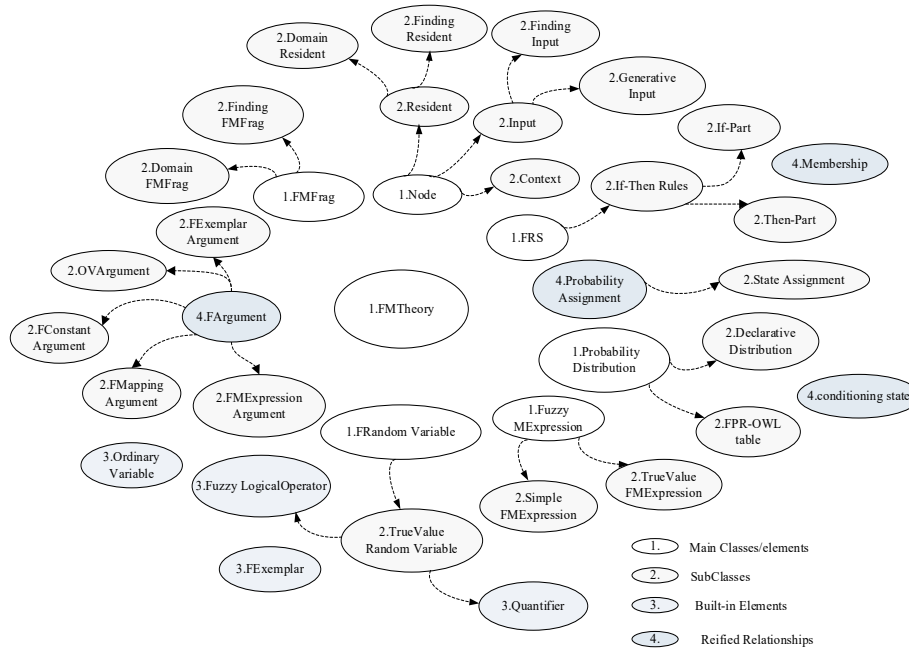 2.Finding
Resident
2.Finding
Input
2.Domain
Resident
2.Generative
Input
2.Finding
FMFrag
2.Resident
2.Input
2.If-Part
4.Membership
2.Domain
FMFrag
1.FMFrag
1.Node
2.Context
2.If-Then Rules
2.Then-Part
2.FExemplar
Argument
1.FRS
2.OVArgument
4.Probability
Assignment
2.State Assignment
4.FArgument
1.FMTheory
2.FConstant
Argument
1.Probability
Distribution
2.Declarative
Distribution
2.FMapping
Argument
2.FMExpression
Argument
4.conditioning state
1.Fuzzy
MExpression
1.FRandom Variable
2.FPR-OWL
table
3.Ordinary
Variable
3.Fuzzy LogicalOperator
2.Simple
FMExpression
2.TrueValue
FMExpression
2.TrueValue
Random Variable
3.FExemplar
3.Quantifier
1. Main Classes/elements
2. SubClasses
3. Built-in Elements
4. Reified Relationships